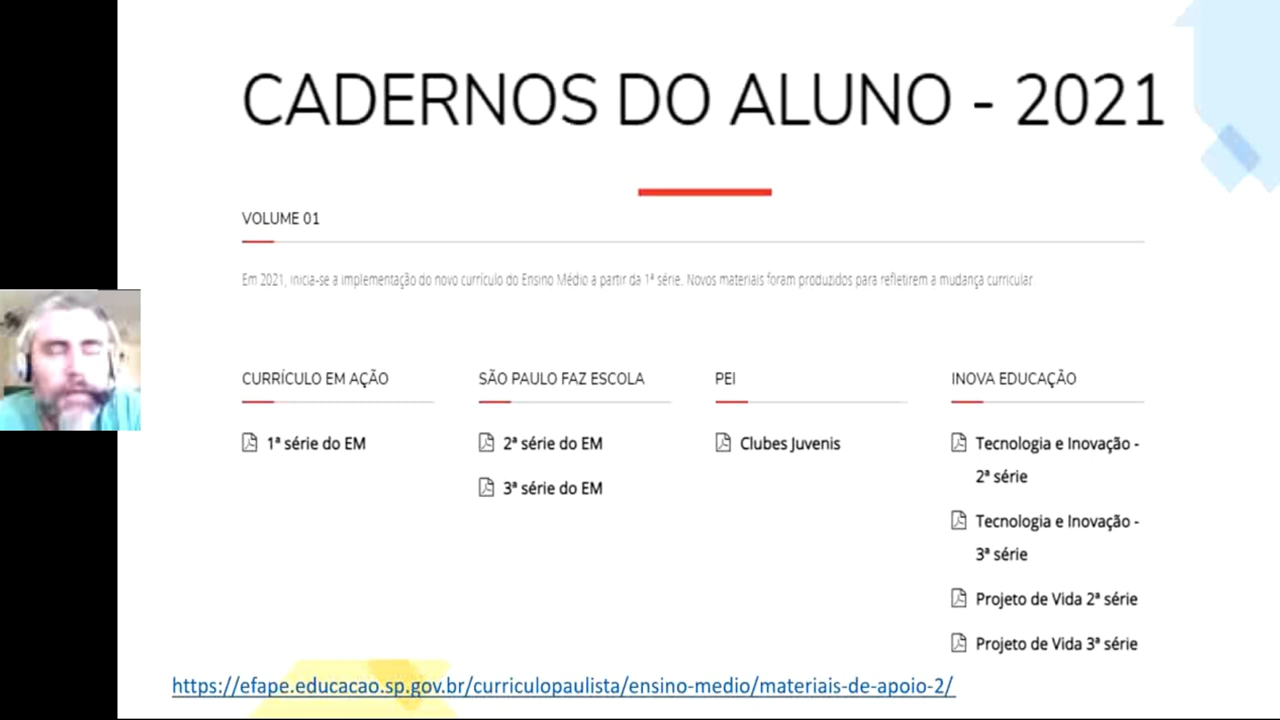 CADERNOS DO ALUNO - 2021
VOLUME 01
Em 2021, inicia-se a implementação do novo currículo do Ensino Médio a partir da 1ª série. Novos materiais foram produzidos para refletirem a mudança curricular
CURRÍCULO EM AÇÃO
1ª série do EM
SÃO PAULO FAZ ESCOLA
2ª série do EM
3ª série do EM
PEI
Clubes Juvenis
INOVA EDUCAÇÃO
Tecnologia e Inovação -
2ª série
Tecnologia e Inovação -
3ª série
Projeto de Vida 2ª série
Projeto de Vida 3ª série
https://efape.educacao.sp.gov.br/curriculopaulista/ensino-medio/materiais-de-apoio-2/